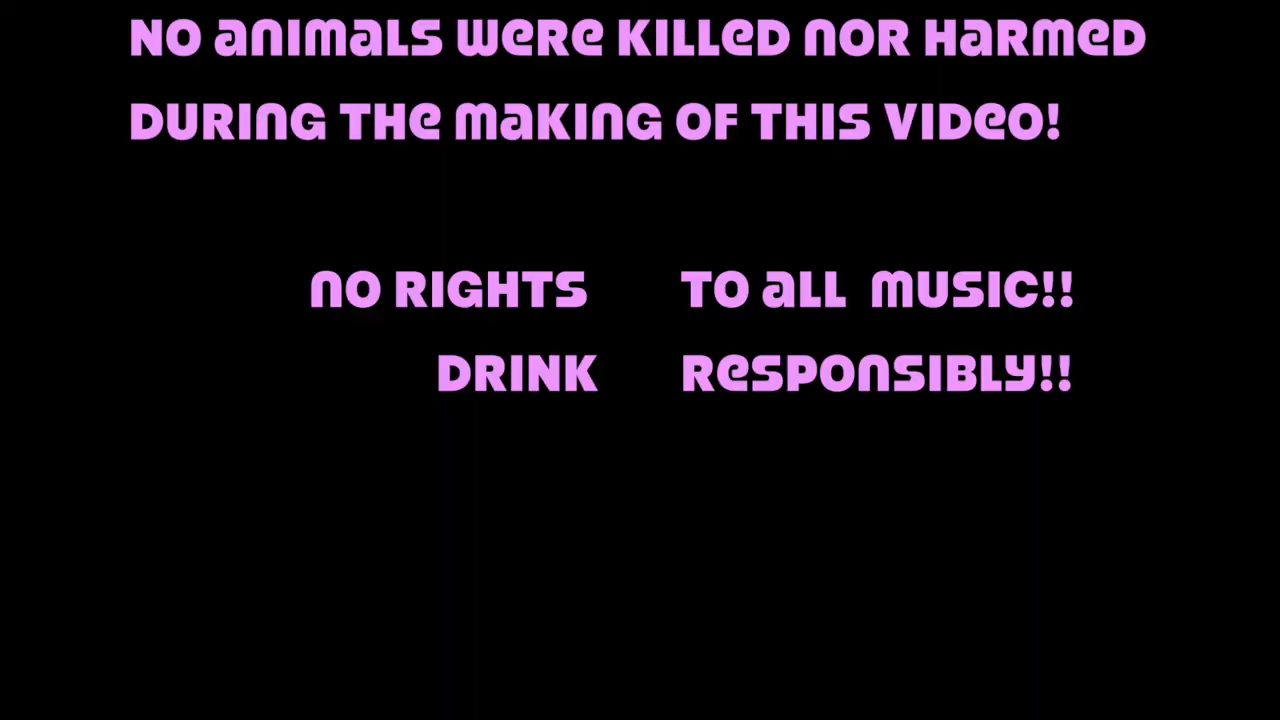 NO ANIMALS WERE KILLED NOR HARMED
DURING THE MAKING OF THIS VIDEO!
NO RIGHTS TO ALL MUSIC!!
DRINK RESPONSIBLY!!